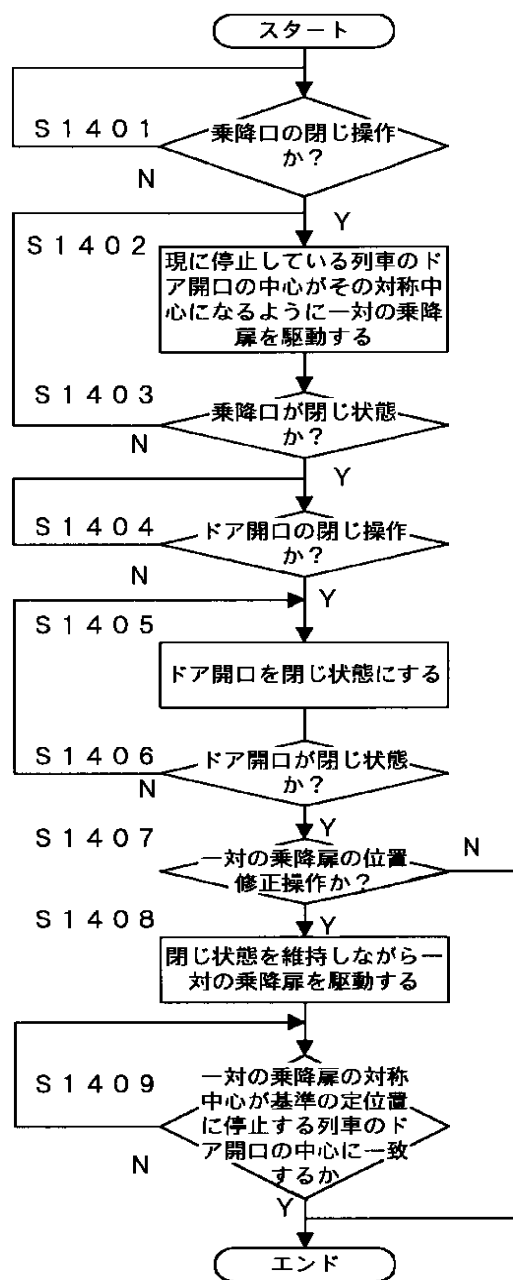 スタート
S1401
乗降口の閉じ操作
か?
N
Y
S1402
現に停止している列車のド
ア開口の中心がその対称中
心になるように一対の乗降
扉を駆動する
S1403
乗降口が閉じ状態
か?
N
Y
S1404
ドア開口の閉じ操作
か?
N
Y
S1405
ドア開口を閉じ状態にする
S1406
ドア開口が閉じ状態
か?
N
Y
S1407
一対の乗降扉の位置
修正操作か?
N
Y
S1408
閉じ状態を維持しながら一
対の乗降扉を駆動する
S1409
一対の乗降扉の対称
中心が基準の定位置
に停止する列車のド
ア開口の中心に一致
するか
N
Y
エンド